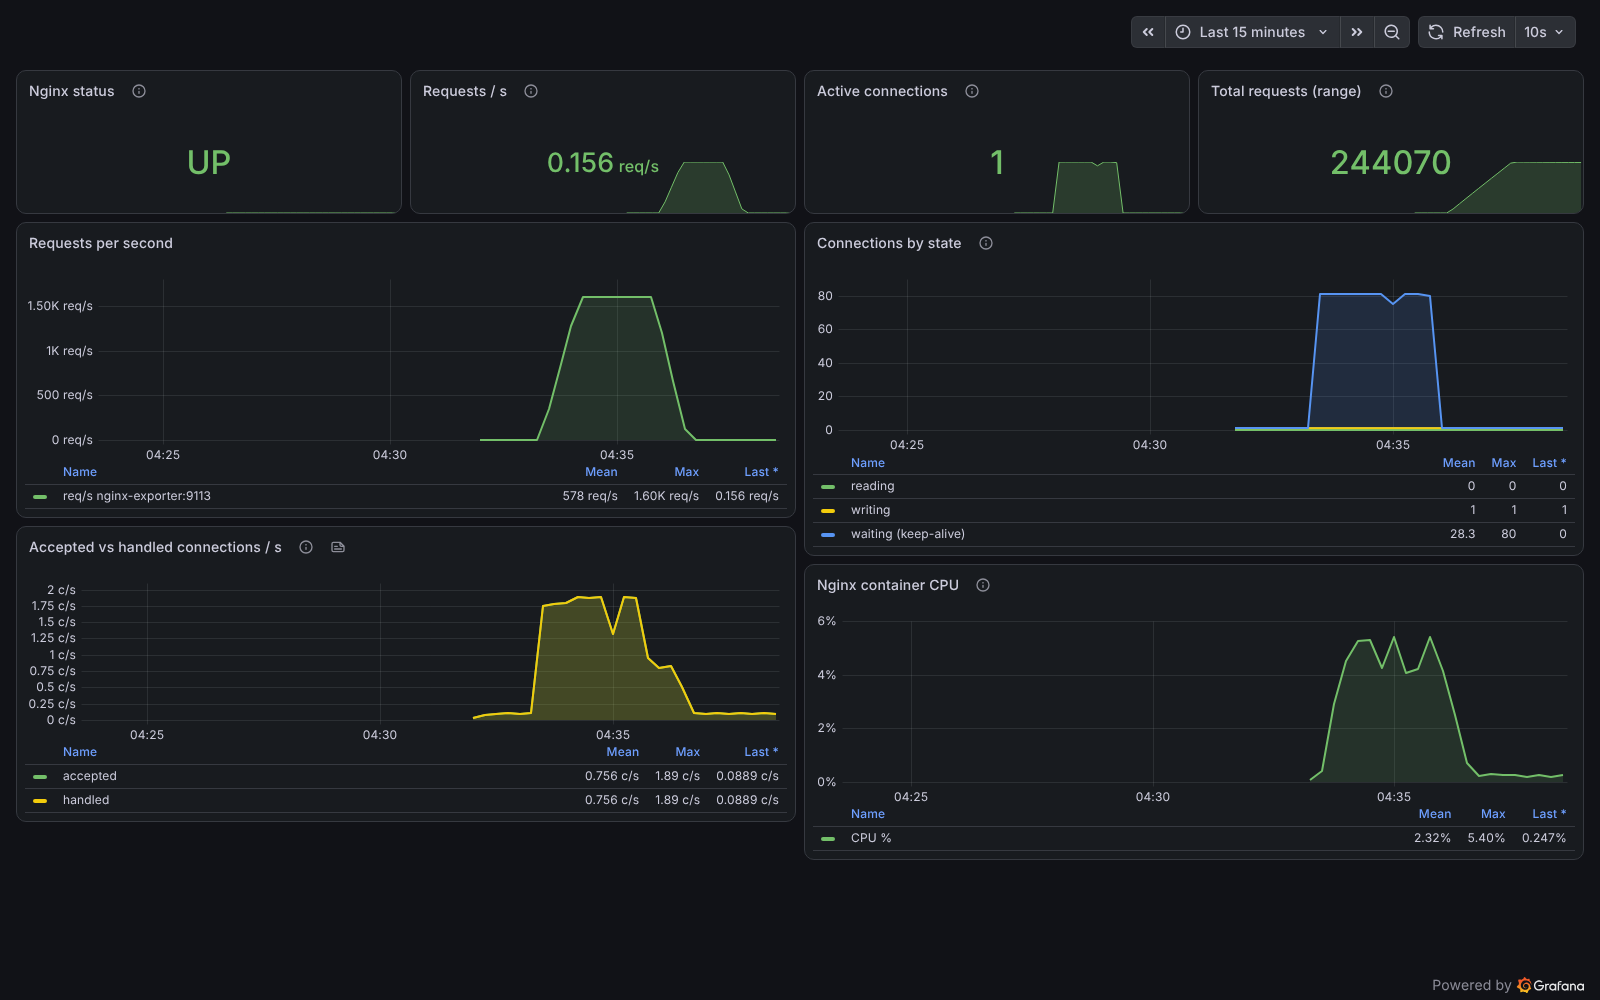 Last 15 minutes
Refresh
10s
Nginx status
UP
Requests / s
0.156 req/s
Active connections
1
Total requests (range)
244070
Requests per second
1.50K req/s
1K req/s
500 req/s
0 req/s
04:25 04:30 04:35
Name Mean Max Last *
req/s nginx-exporter:9113 578 req/s 1.60K req/s 0.156 req/s
Connections by state
80
60
40
20
0
04:25 04:30 04:35
Name Mean Max Last *
reading 0 0 0
writing 1 1 1
waiting (keep-alive) 28.3 80 0
Accepted vs handled connections / s
2 c/s
1.75 c/s
1.5 c/s
1.25 c/s
1 c/s
0.75 c/s
0.5 c/s
0.25 c/s
0 c/s
04:25 04:30 04:35
Name Mean Max Last *
accepted 0.756 c/s 1.89 c/s 0.0889 c/s
handled 0.756 c/s 1.89 c/s 0.0889 c/s
Nginx container CPU
6%
4%
2%
0%
04:25 04:30 04:35
Name Mean Max Last *
CPU % 2.32% 5.40% 0.247%
Powered by Grafana